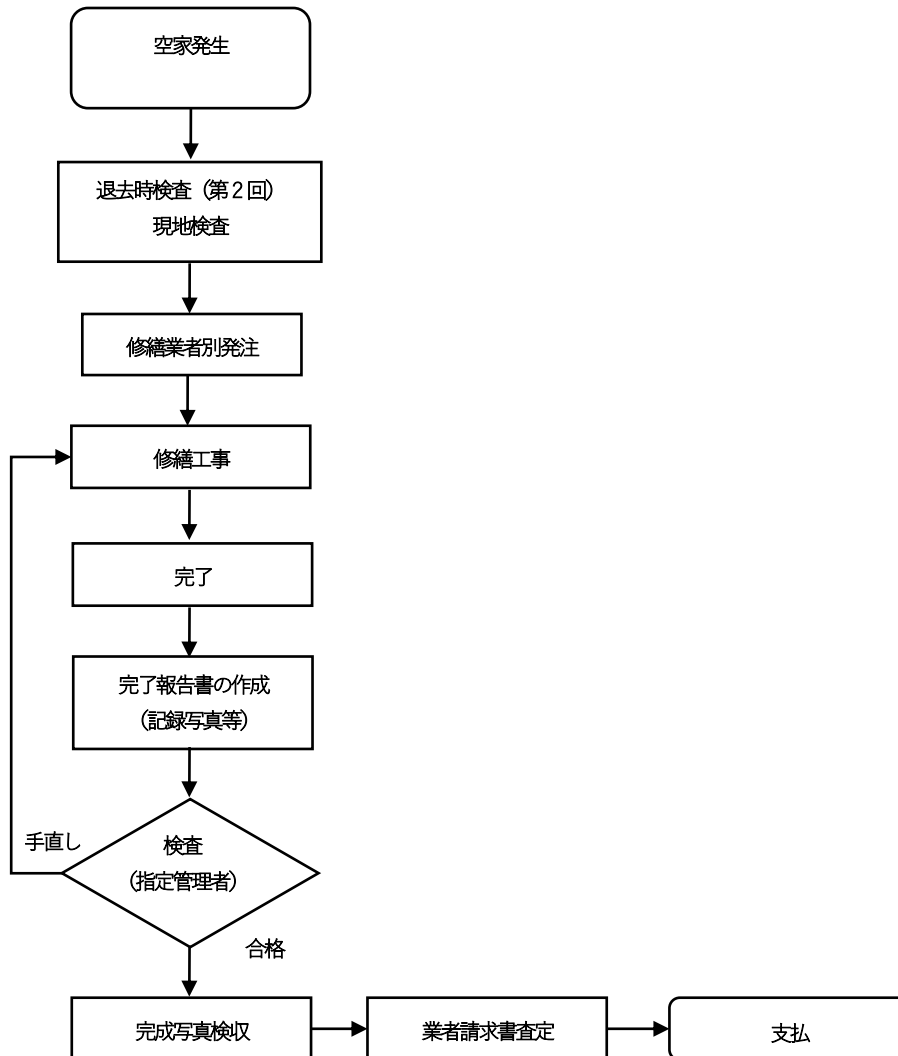 空家発生
退去時検査（第２回）
現地検査
修繕業者別発注
修繕工事
完了
完了報告書の作成
（記録写真等）
手直し
検査
（指定管理者）
合格
完成写真検収
業者請求書査定
支払